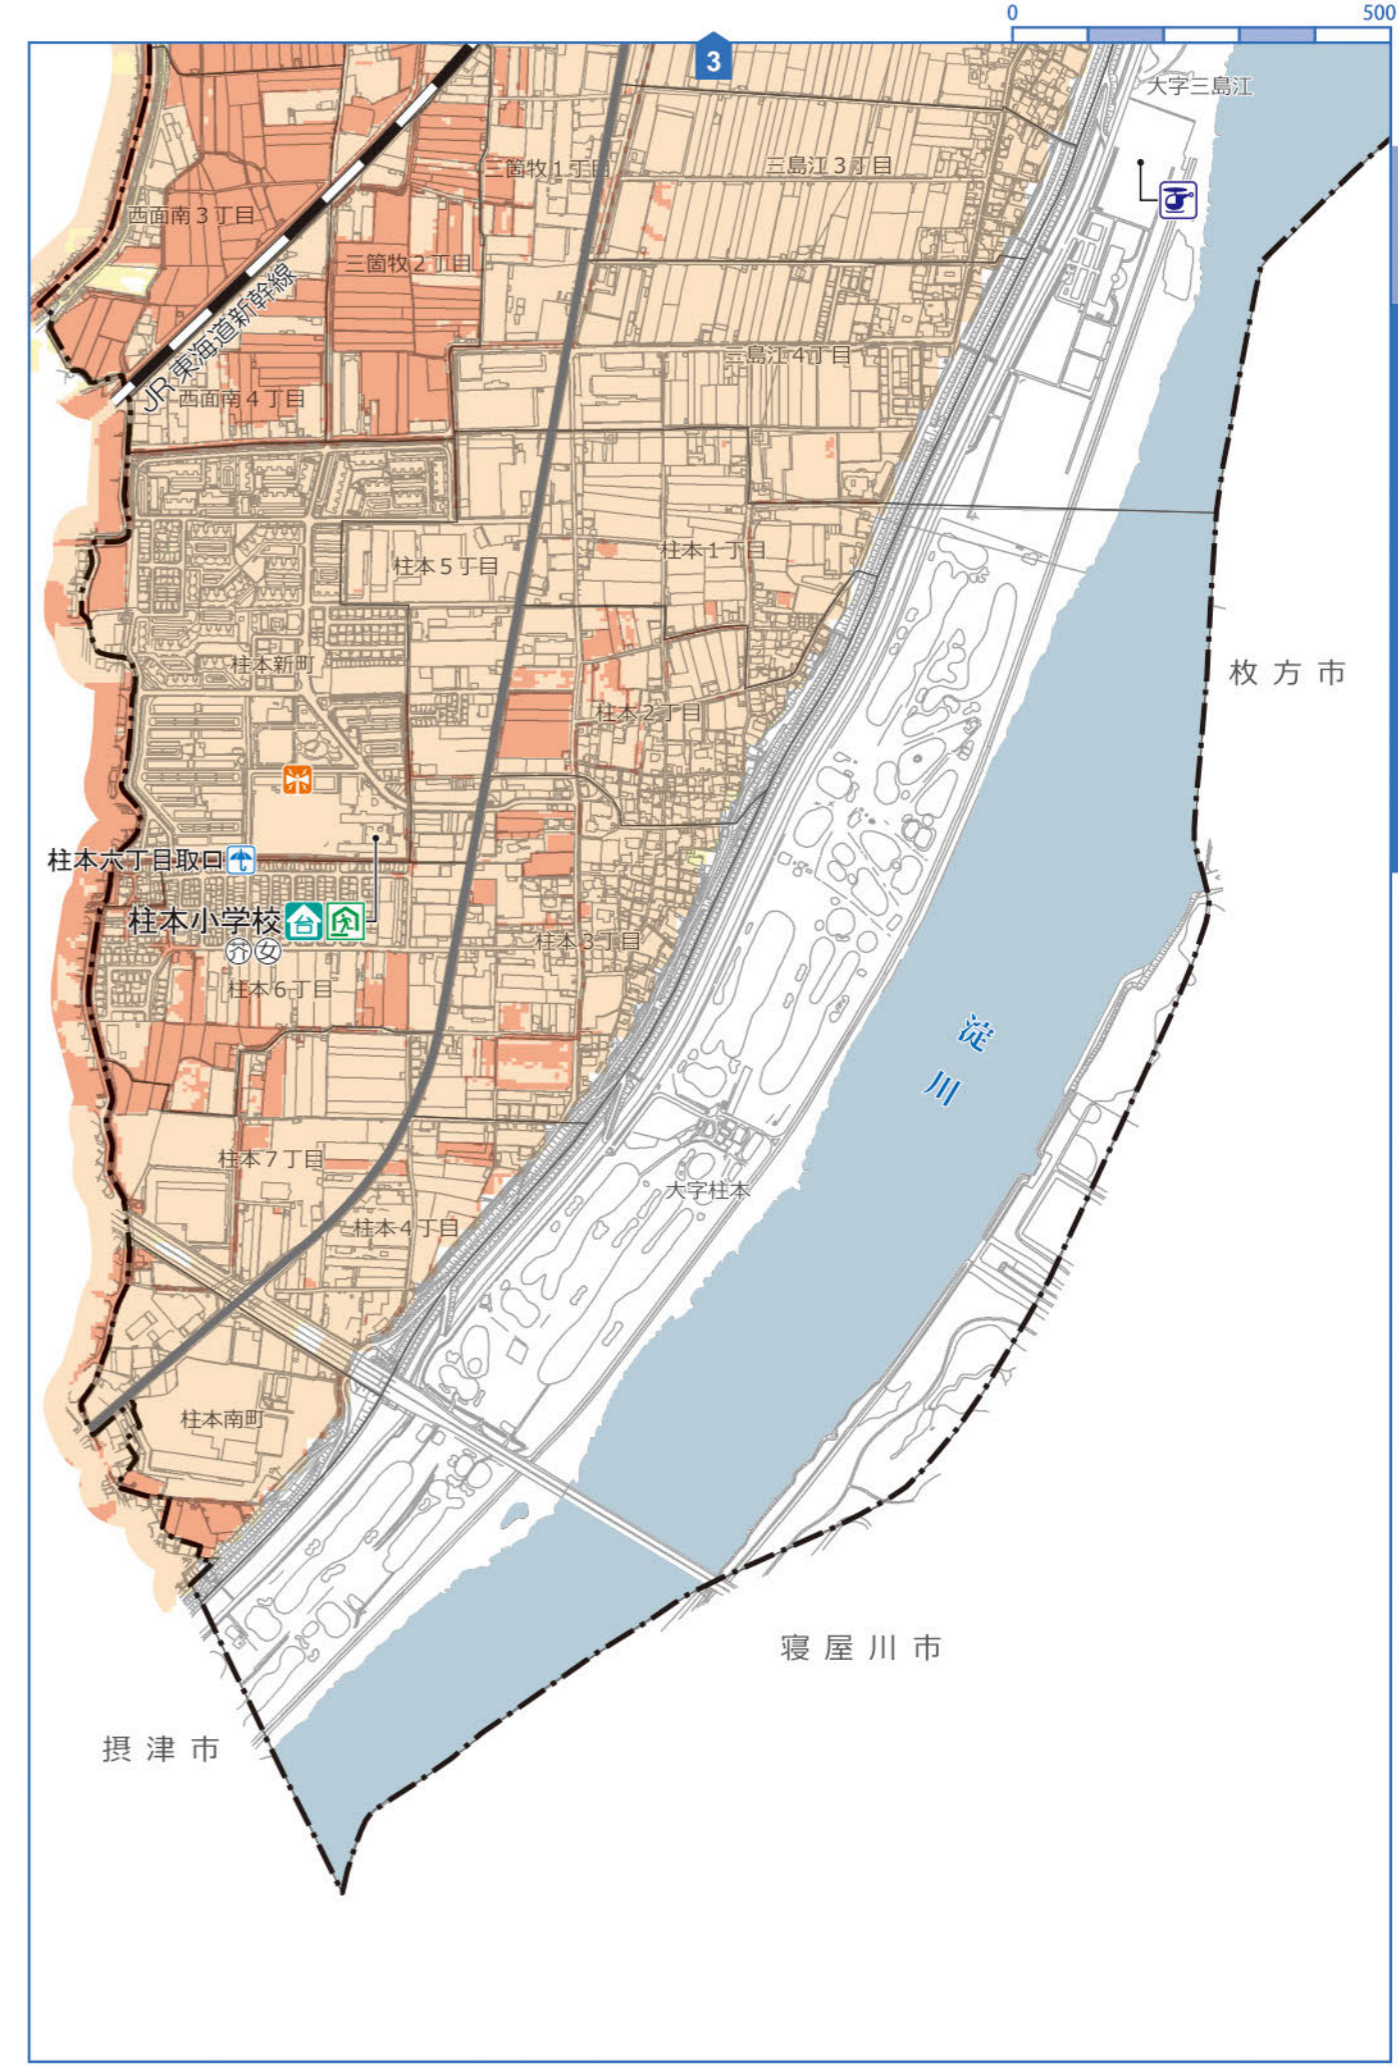 0
500
3
大字三島江
三箇牧1丁目
三島江3丁目
西面南3丁目
三箇牧2丁目
JR東海道新幹線
三島江4丁目
西面南4丁目
柱本1丁目
柱本5丁目
柱本新町
枚方市
柱本2丁目
柱本六丁目取口
柱本小学校
台
芥 女
柱本3丁目
柱本6丁目
淀川
柱本7丁目
大字柱本
柱本4丁目
柱本南町
寝屋川市
摂津市